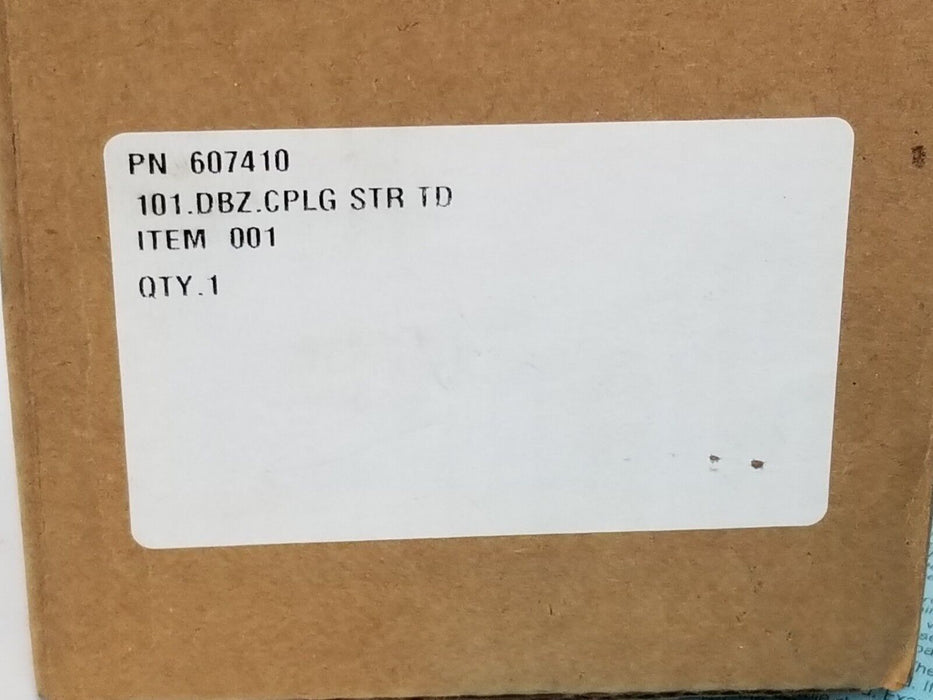 PN 607410
101.DBZ.CPLG STR TD
ITEM 001
QTY.1